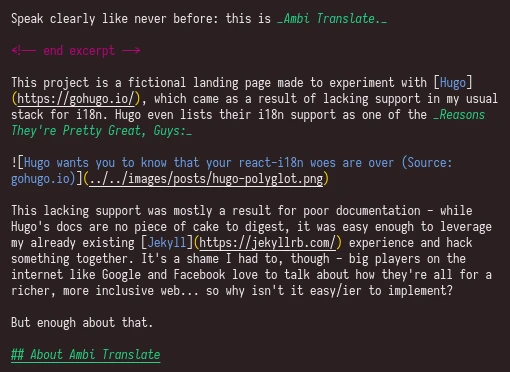 Speak clearly like never before: this is _Ambi Translate._
<!-- end excerpt -->
This project is a fictional landing page made to experiment with [Hugo]
(https://gohugo.io/), which came as a result of lacking support in my usual
stack for i18n. Hugo even lists their i18n support as one of the _Reasons
They're Pretty Great, Guys:_
![Hugo wants you to know that your react-i18n woes are over (Source:
gohugo.io)](../../images/posts/hugo-polyglot.png)
This lacking support was mostly a result for poor documentation - while
Hugo's docs are no piece of cake to digest, it was easy enough to leverage
my already existing [Jekyll](https://jekyllrb.com/) experience and hack
something together. It's a shame I had to, though - big players on the
internet like Google and Facebook love to talk about how they're all for a
richer, more inclusive web... so why isn't it easy/ier to implement?
But enough about that.
## About Ambi Translate